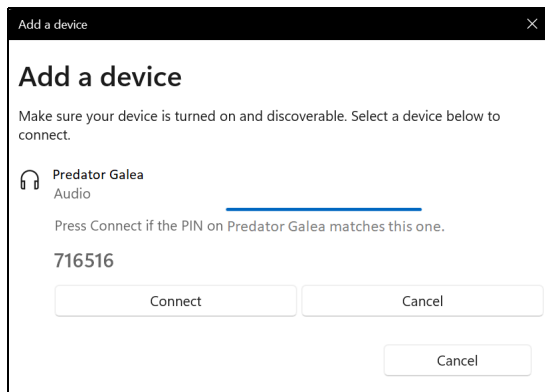 Add a device
Add a device
Make sure your device is turned on and discoverable. Select a device below to
connect.
Predator Galea
Audio
Press Connect if the PIN on Predator Galea matches this one.
716516
Connect Cancel
Cancel